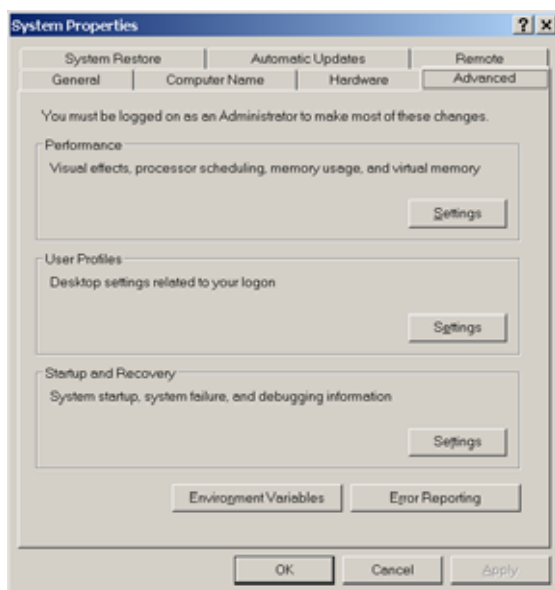 System Properties
System Restore Automatic Updates Remote
General Computer Name Hardware Advanced
You must be logged on as an Administrator to make most of these changes.
Performance
Visual effects, processor scheduling, memory usage, and virtual memory
Settings
User Profiles
Desktop settings related to your logon
Settings
Startup and Recovery
System startup, system failure, and debugging information
Settings
Environment Variables Error Reporting
OK Cancel Apply